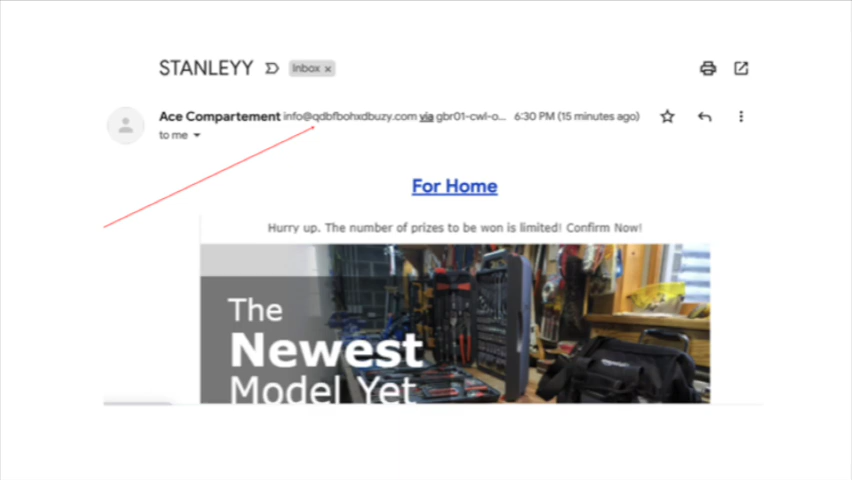 STANLEYY Inbox x
Ace Compartement info@qdbfbohxdbuzy.com via gbr01-cwl-o... 6:30 PM (15 minutes ago)
to me
For Home
Hurry up. The number of prizes to be won is limited! Confirm Now!
The
Newest
Model Yet